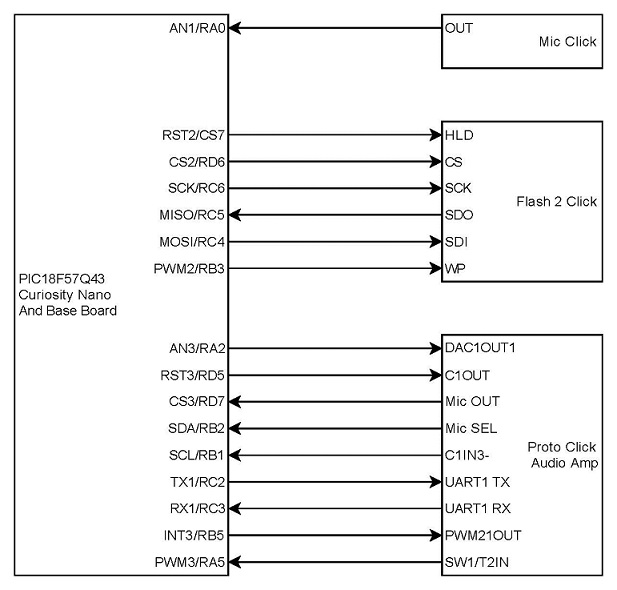 AN1/RA0 OUT
Mic Click
RST2/CS7 HLD
CS2/RD6 CS
SCK/RC6 SCK
Flash 2 Click
MISO/RC5 SDO
MOSI/RC4 SDI
PWM2/RB3 WP
PIC18F57Q43
Curiosity Nano
And Base Board
AN3/RA2 DAC1OUT1
RST3/RD5 C1OUT
CS3/RD7 Mic OUT
SDA/RB2 Mic SEL
Proto Click
Audio Amp
SCL/RB1 C1IN3-
TX1/RC2 UART1 TX
RX1/RC3 UART1 RX
INT3/RB5 PWM21OUT
PWM3/RA5 SW1/T2IN